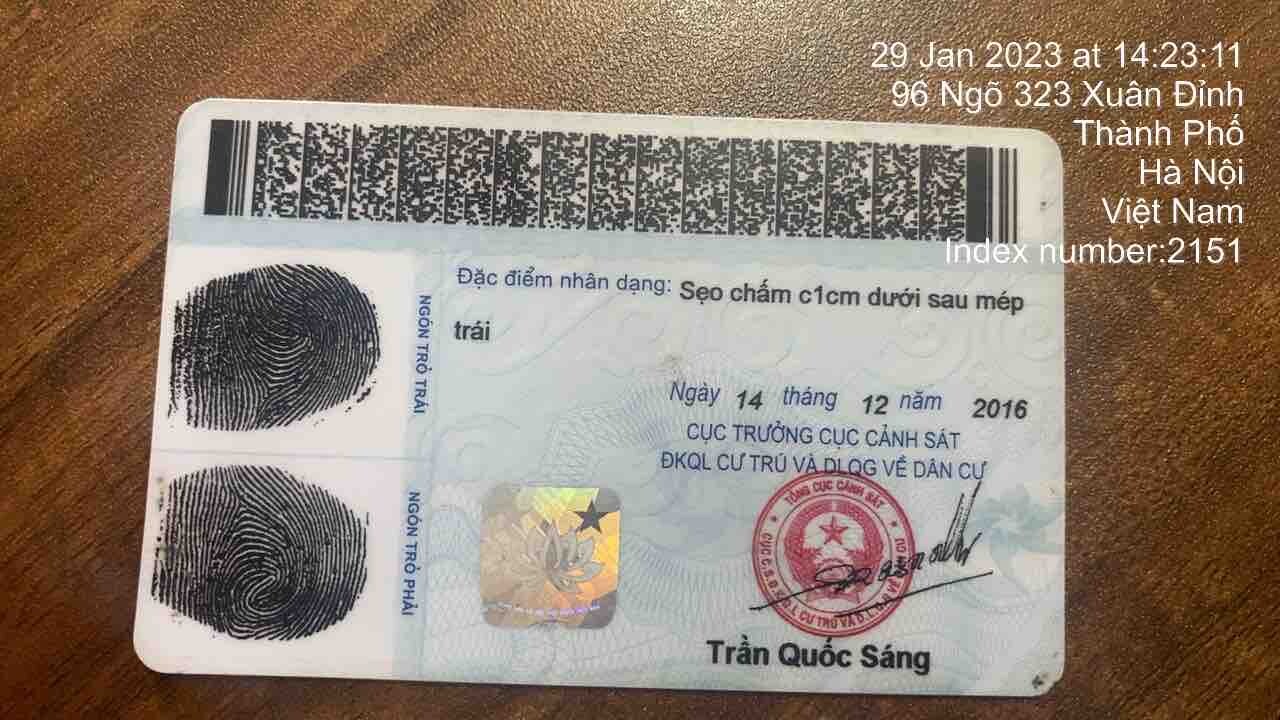 29 Jan 2023 at 14:23:11
96 Ngõ 323 Xuân Đỉnh
Thành Phố
Hà Nội
Việt Nam
Index number:2151
NGÓN TRỎ TRÁI
NGÓN TRỎ PHẢI
Đặc điểm nhân dạng: Sẹo chấm c1cm dưới sau mép
trái
Ngày 14 tháng 12 năm 2016
CỤC TRƯỞNG CỤC CẢNH SÁT
ĐKQL CƯ TRÚ VÀ DLQG VỀ DÂN CƯ
TỔNG CỤC CẢNH SÁT
Trần Quốc Sáng